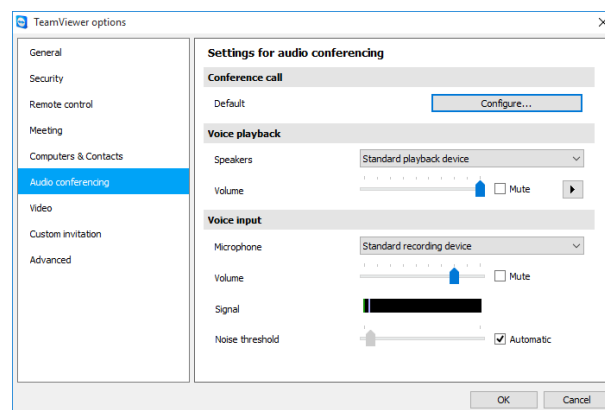 TeamViewer options
General
Security
Remote control
Meeting
Computers & Contacts
Audio conferencing
Video
Custom invitation
Advanced
Settings for audio conferencing
Conference call
Default Configure...
Voice playback
Speakers Standard playback device
Volume Mute
Voice input
Microphone Standard recording device
Volume Mute
Signal
Noise threshold Automatic
OK Cancel